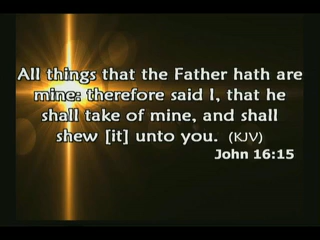 All things that the Father hath are
mine: therefore said I, that he
shall take of mine, and shall
shew [it] unto you. (KJV)
John 16:15